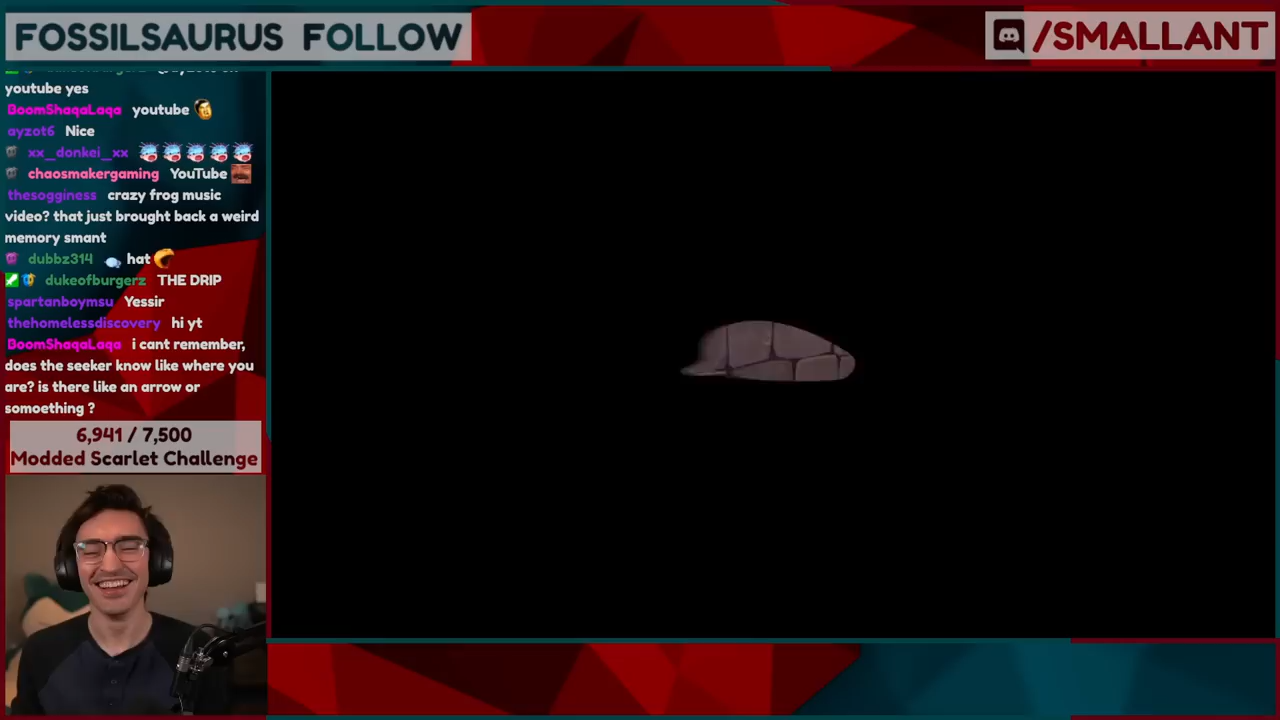 FOSSILSAURUS FOLLOW
/SMALLANT
youtube yes
BoomShaqaLaqa youtube
ayzot6 Nice
xx_donkei_xx
chaosmakergaming YouTube
thesogginess crazy frog music
video? that just brought back a weird
memory smant
dubbz314 hat
dukeofburgerz THE DRIP
spartanboymsu Yessir
thehomelessdiscovery hi yt
BoomShaqaLaqa i cant remember,
does the seeker know like where you
are? is there like an arrow or
somoething ?
6,941 / 7,500
Modded Scarlet Challenge